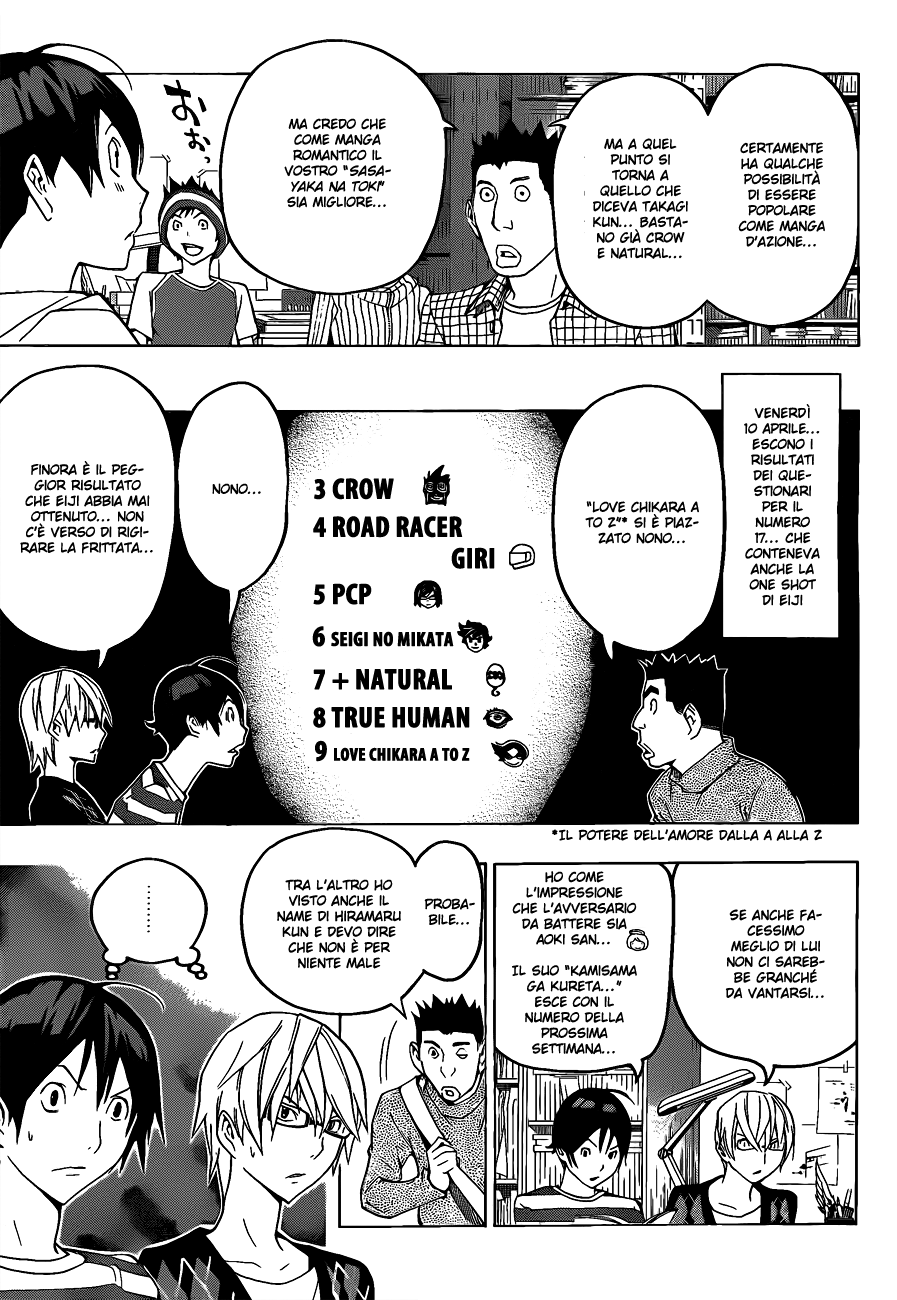 CERTAMENTE
HA QUALCHE
POSSIBILITÀ
DI ESSERE
POPOLARE
COME MANGA
D'AZIONE...
MA A QUEL
PUNTO SI
TORNA A
QUELLO CHE
DICEVA TAKAGI
KUN... BASTA-
NO GIÀ CROW
E NATURAL...
MA CREDO CHE
COME MANGA
ROMANTICO IL
VOSTRO "SASA-
YAKA NA TOKI"
SIA MIGLIORE...
おおっ
VENERDÌ
10 APRILE...
ESCONO I
RISULTATI
DEI QUE-
STIONARI
PER IL
NUMERO
17... CHE
CONTENEVA
ANCHE LA
ONE SHOT
DI EIJI
"LOVE CHIKARA A
TO Z"* SI È PIAZ-
ZATO NONO...
3 CROW
4 ROAD RACER
GIRI
5 PCP
6 SEIGI NO MIKATA
7 + NATURAL
8 TRUE HUMAN
9 LOVE CHIKARA A TO Z
NONO...
FINORA È IL PEG-
GIOR RISULTATO
CHE EIJI ABBIA MAI
OTTENUTO... NON
C'È VERSO DI RIGI-
RARE LA FRITTATA...
*IL POTERE DELL'AMORE DALLA A ALLA Z
SE ANCHE FA-
CESSIMO
MEGLIO DI LUI
NON CI SAREB-
BE GRANCHÉ
DA VANTARSI...
HO COME
L'IMPRESSIONE
CHE L'AVVERSARIO
DA BATTERE SIA
AOKI SAN...
IL SUO "KAMISAMA
GA KURETA..."
ESCE CON IL
NUMERO DELLA
PROSSIMA
SETTIMANA...
PROBA-
BILE...
TRA L'ALTRO HO
VISTO ANCHE IL
NAME DI HIRAMARU
KUN E DEVO DIRE
CHE NON È PER
NIENTE MALE
........